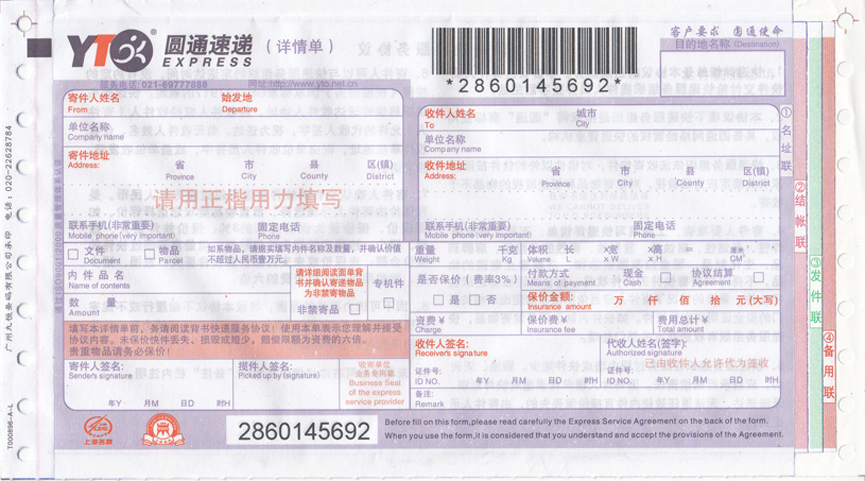 YTO® 圆通速递（详情单）
EXPRESS
服务电话:021-69777888 网址:http://www.yto.net.cn
*2860145692*
客户要求 圆通使命
目的地名称(Destination)
寄件人姓名 始发地
From Departure
单位名称
Company name
寄件地址 省 市 县 区(镇)
Address: Province City County District
请用正楷用力填写
联系手机(非常重要) 固定电话
Mobile phone(very important) Phone
文件 物品 如系物品，请据实填写内件名称及数量，并确认价值
Document Parcel 不超过人民币壹万元。
内件品名
Name of contents
数量
Amount
请详细阅读面单背
书并确认寄递物品
为非禁寄物品
非禁寄品
专机件
填写本详情单前，务请阅读背书快递服务协议！使用本单表示您理解并接受
协议内容。未保价快件丢失、损毁或短少，赔偿限额为资费的六倍。
贵重物品请务必保价！
寄件人签名: 揽件人签名:
Sender's signature Picked up by(signature)
年Y 月M 日D 时H 年Y 月M 日D 时H
收寄单位
业务专用章
Business Seal
of the express
service provider
收件人姓名 城市
To City
单位名称
Company name
收件地址 省 市 县 区(镇)
Address: Province City County District
联系手机(非常重要) 固定电话
Mobile phone(very important) Phone
重量 千克 体积 长 ×宽 ×高 = 厘米³
Weight Kg Volume L x W x H CM³
是否保价（费率3%） 付款方式 现金 协议结算
Means of payment Cash Agreement
是 否
保价金额: 万 仟 佰 拾 元(大写)
Insurance amount
资费¥ 保价费¥ 费用总计¥
Charge Insurance fee Total amount
收件人签名: 代收人姓名(签字):
Receiver's signature Authorized signature
已由收件人允许代为签收
证件号: 年Y 月M 日D 时H 证件号: 年Y 月M 日D 时H
ID NO. ID NO.
备注:
Remark
2860145692
Before fill on this form,please read carefully the Express Service Agreement on the back of the form.
When you use the form,it is considered that you understand and accept the provisions of the Agreement.
①名址联
②结帐联
③发件联
④备用联
广州九恒条码有限公司承印 电话:020-22628784
T000896-A-L